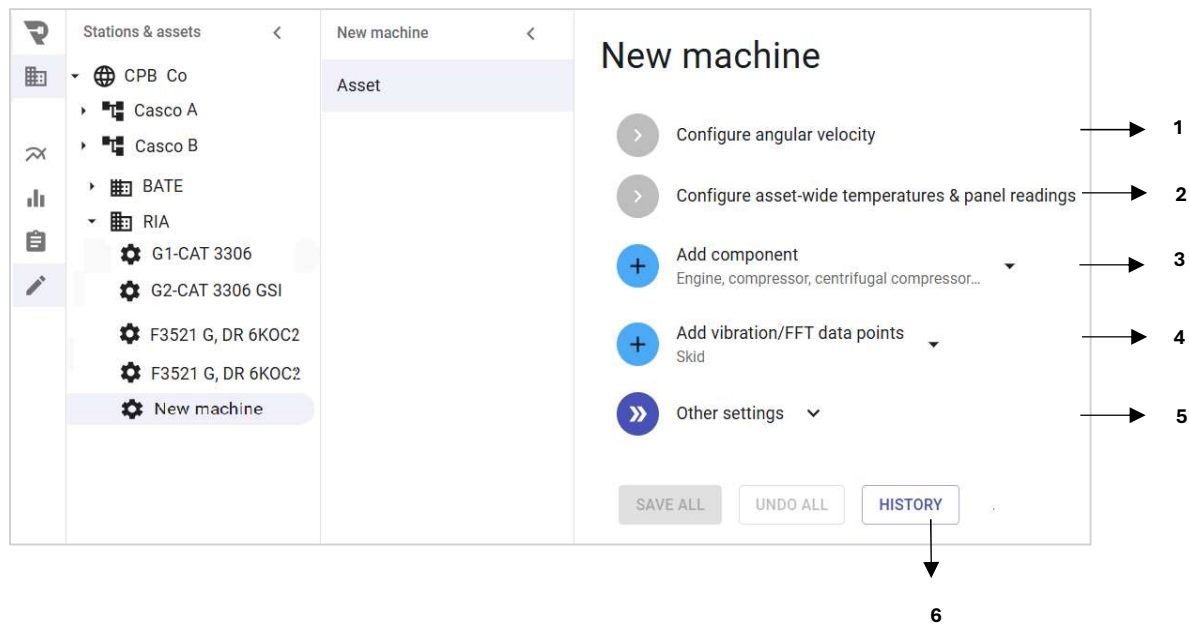 Stations & assets
CPB Co
Casco A
Casco B
BATE
RIA
G1-CAT 3306
G2-CAT 3306 GSI
F3521 G, DR 6KOC2
F3521 G, DR 6KOC2
New machine
New machine
Asset
New machine
Configure angular velocity
1
Configure asset-wide temperatures & panel readings
2
Add component
Engine, compressor, centrifugal compressor...
3
Add vibration/FFT data points
Skid
4
Other settings
5
SAVE ALL
UNDO ALL
HISTORY
6